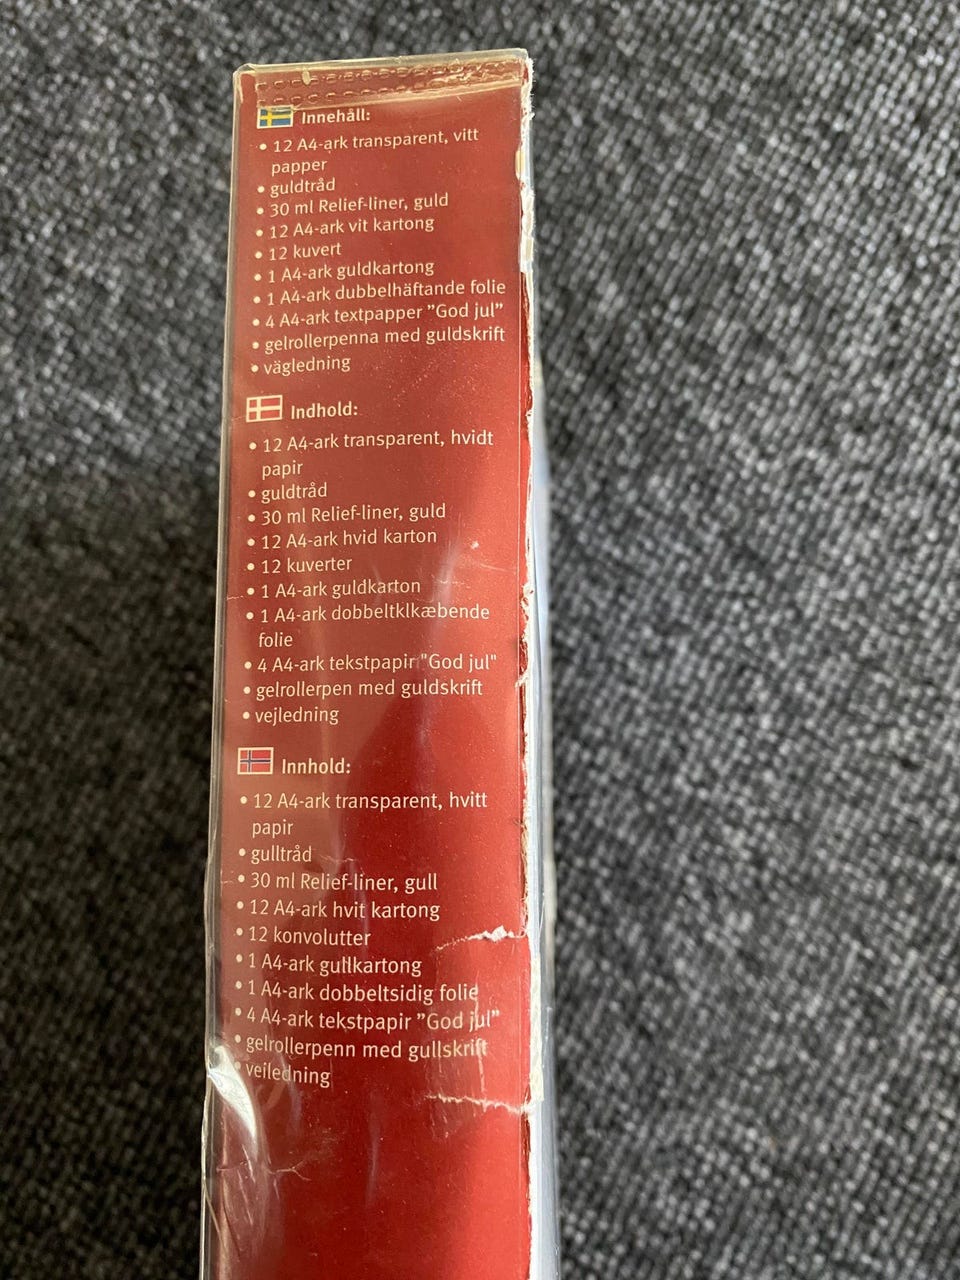 Innehåll:
• 12 A4-ark transparent, vitt
papper
• guldtråd
• 30 ml Relief-liner, guld
• 12 A4-ark vit kartong
• 12 kuvert
• 1 A4-ark guldkartong
• 1 A4-ark dubbelhäftande folie
• 4 A4-ark textpapper ”God jul”
• gelrollerpenna med guldskrift
• vägledning
Indhold:
• 12 A4-ark transparent, hvidt
papir
• guldtråd
• 30 ml Relief-liner, guld
• 12 A4-ark hvid karton
• 12 kuverter
• 1 A4-ark guldkarton
• 1 A4-ark dobbeltklkæbende
folie
• 4 A4-ark tekstpapir "God jul"
• gelrollerpen med guldskrift
• vejledning
Innhold:
• 12 A4-ark transparent, hvitt
papir
• gulltråd
• 30 ml Relief-liner, gull
• 12 A4-ark hvit kartong
• 12 konvolutter
• 1 A4-ark gullkartong
• 1 A4-ark dobbeltsidig folie
• 4 A4-ark tekstpapir ”God jul”
• gelrollerpenn med gullskrift
• veiledning